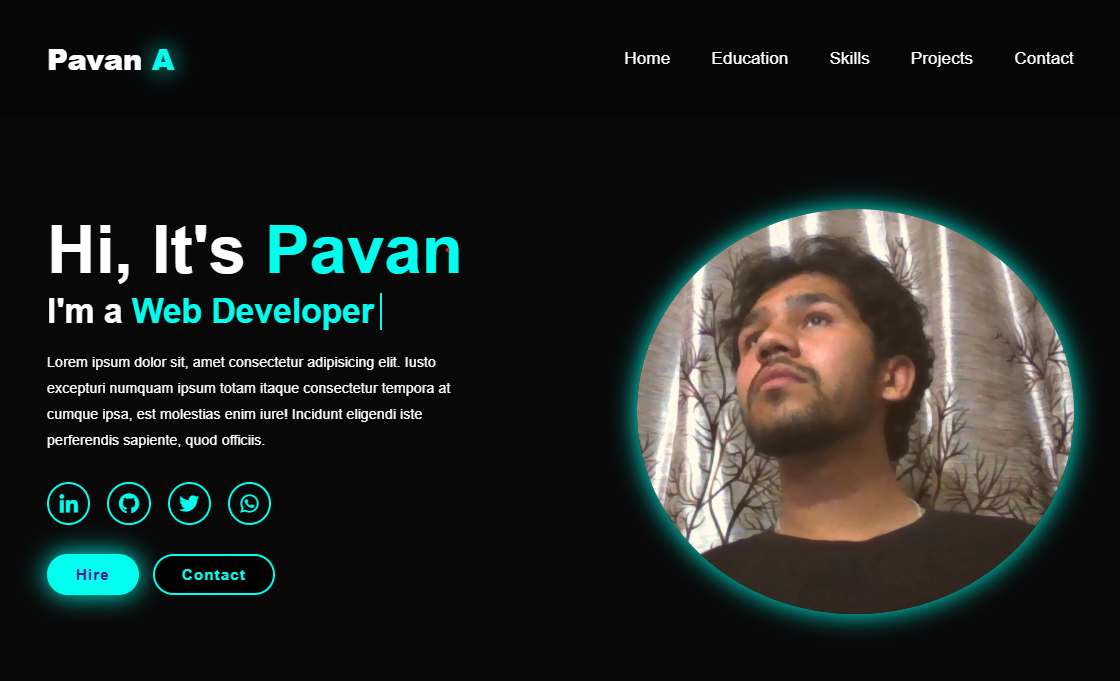 Pavan A
Home Education Skills Projects Contact
Hi, It's Pavan
I'm a Web Developer
Lorem ipsum dolor sit, amet consectetur adipisicing elit. Iusto
excepturi numquam ipsum totam itaque consectetur tempora at
cumque ipsa, est molestias enim iure! Incidunt eligendi iste
perferendis sapiente, quod officiis.
in
Hire Contact